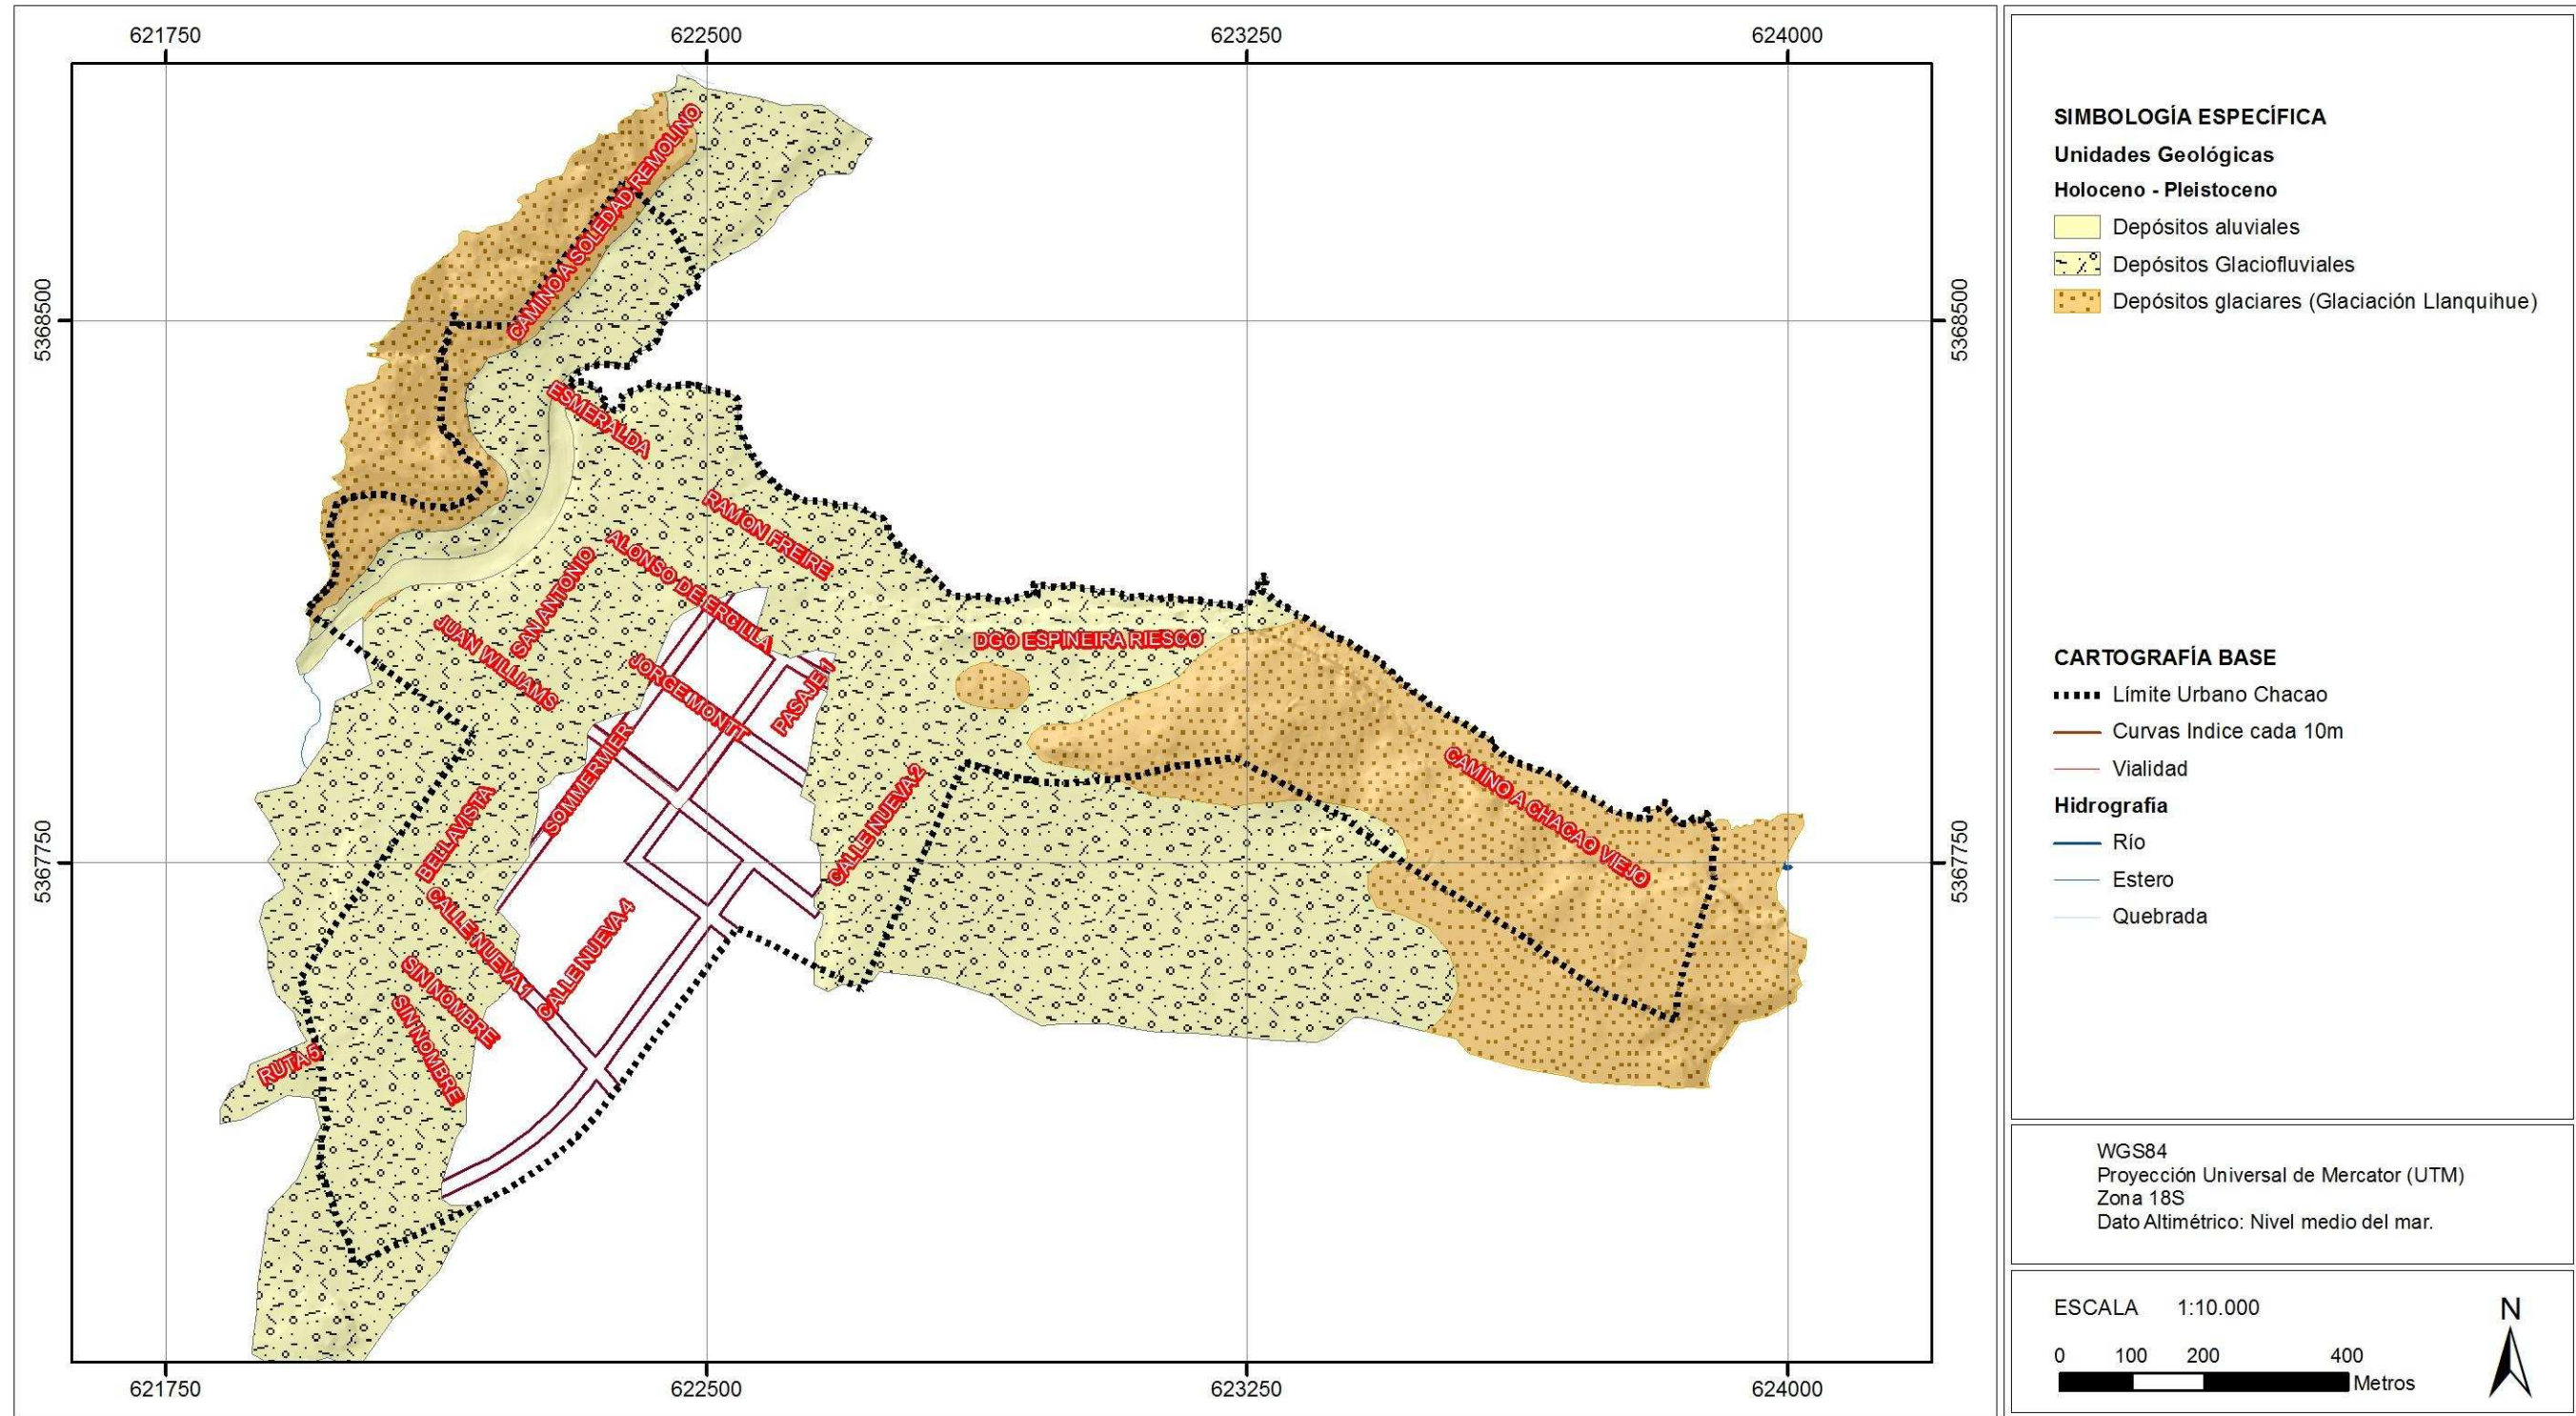 621750
622500
623250
624000
5368500
5368500
5367750
5367750
CAMINO A SOLEDAD REMOLINO
ESMERALDA
RAMON FREIRE
ALONSO DE ERCILLA
SAN ANTONIO
JUAN WILLIAMS
JORGE MONTT
PASAJE 1
DGO ESPINEIRA RIESCO
SOMMERMIER
CALLE NUEVA 2
CAMINO A CHACAO VIEJO
BELLAVISTA
CALLE NUEVA 1
CALLE NUEVA 4
SIN NOMBRE
SIN NOMBRE
RUTA 5
621750
622500
623250
624000
SIMBOLOGÍA ESPECÍFICA
Unidades Geológicas
Holoceno - Pleistoceno
Depósitos aluviales
Depósitos Glaciofluviales
Depósitos glaciares (Glaciación Llanquihue)
CARTOGRAFÍA BASE
Límite Urbano Chacao
Curvas Indice cada 10m
Vialidad
Hidrografía
Río
Estero
Quebrada
WGS84
Proyección Universal de Mercator (UTM)
Zona 18S
Dato Altimétrico: Nivel medio del mar.
ESCALA 1:10.000
N
0 100 200 400
Metros